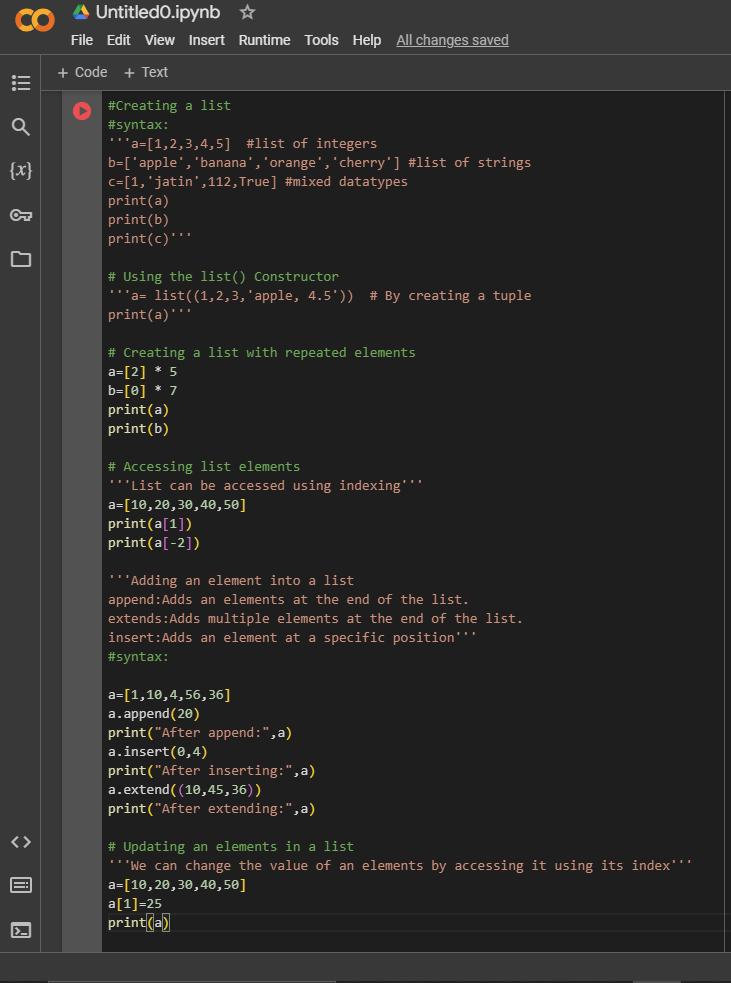 Untitled0.ipynb
File Edit View Insert Runtime Tools Help All changes saved
+ Code + Text
{x}
#Creating a list
#syntax:
'''a=[1,2,3,4,5]  #list of integers
b=['apple','banana','orange','cherry'] #list of strings
c=[1,'jatin',112,True] #mixed datatypes
print(a)
print(b)
print(c)'''
# Using the list() Constructor
'''a= list((1,2,3,'apple, 4.5'))  # By creating a tuple
print(a)'''
# Creating a list with repeated elements
a=[2] * 5
b=[0] * 7
print(a)
print(b)
# Accessing list elements
'''List can be accessed using indexing'''
a=[10,20,30,40,50]
print(a[1])
print(a[-2])
'''Adding an element into a list
append:Adds an elements at the end of the list.
extends:Adds multiple elements at the end of the list.
insert:Adds an element at a specific position'''
#syntax:
a=[1,10,4,56,36]
a.append(20)
print("After append:",a)
a.insert(0,4)
print("After inserting:",a)
a.extend((10,45,36))
print("After extending:",a)
# Updating an elements in a list
'''We can change the value of an elements by accessing it using its index'''
a=[10,20,30,40,50]
a[1]=25
print(a)